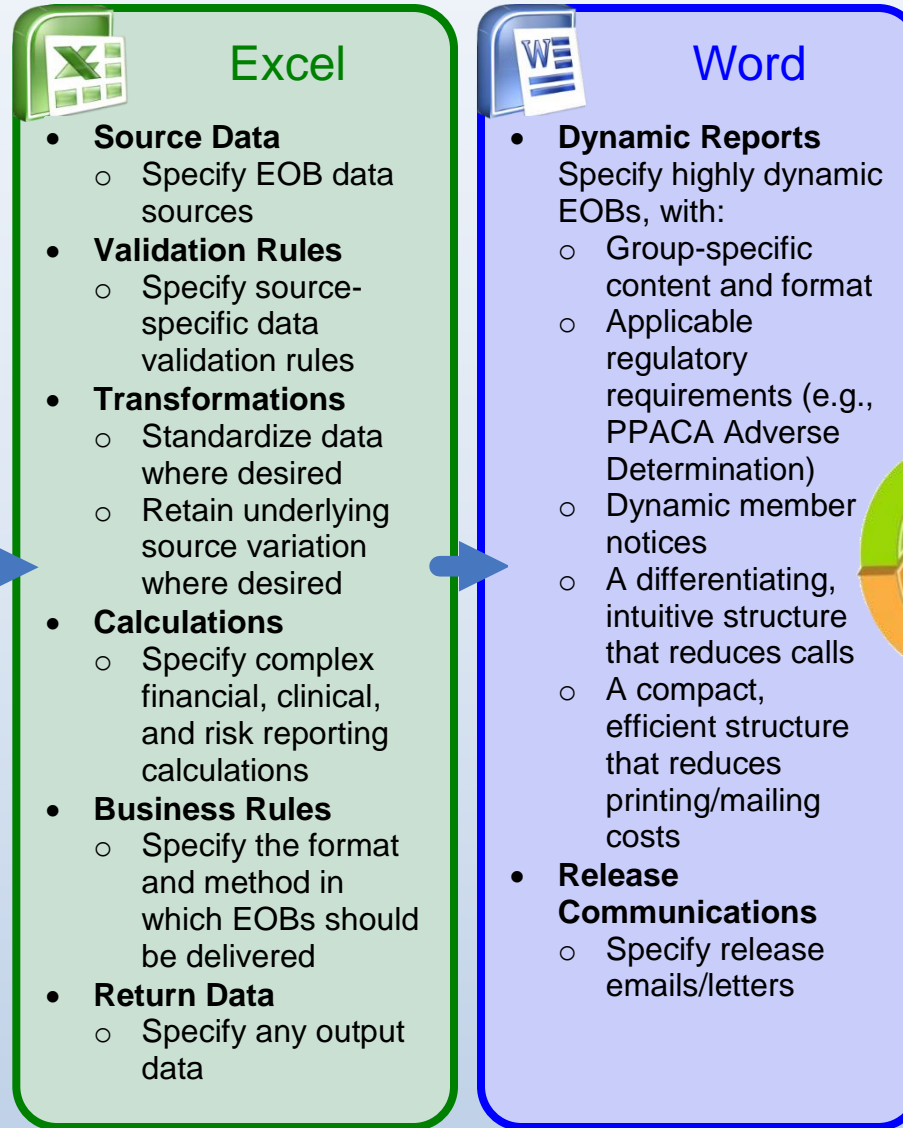 Excel
• Source Data
o Specify EOB data
sources
• Validation Rules
o Specify source-
specific data
validation rules
• Transformations
o Standardize data
where desired
o Retain underlying
source variation
where desired
• Calculations
o Specify complex
financial, clinical,
and risk reporting
calculations
• Business Rules
o Specify the format
and method in
which EOBs should
be delivered
• Return Data
o Specify any output
data
Word
• Dynamic Reports
Specify highly dynamic
EOBs, with:
o Group-specific
content and format
o Applicable
regulatory
requirements (e.g.,
PPACA Adverse
Determination)
o Dynamic member
notices
o A differentiating,
intuitive structure
that reduces calls
o A compact,
efficient structure
that reduces
printing/mailing
costs
• Release
Communications
o Specify release
emails/letters